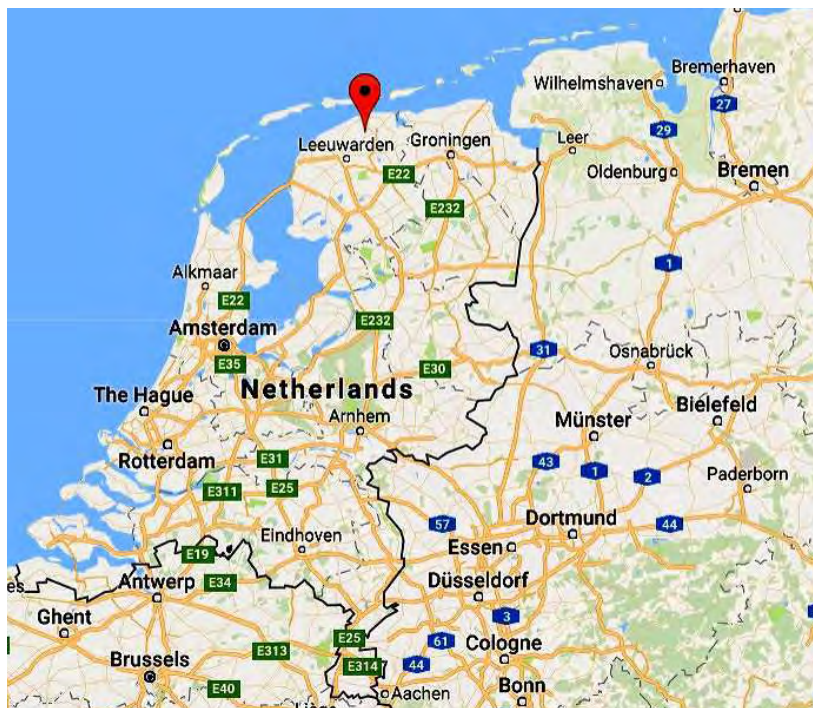 Bremerhaven
Wilhelmshaven
27
Leeuwarden
Groningen
Leer
29
E22
Oldenburg
Bremen
E232
Alkmaar
1
E22
Amsterdam
E232
E35
31
Osnabrück
E30
Netherlands
The Hague
Arnhem
Münster
Bielefeld
Rotterdam
E31
43
1
2
Paderborn
E311
E25
57
Dortmund
44
Eindhoven
Essen
E19
Antwerp
E34
Düsseldorf
es
Ghent
3
E25
61
E313
Cologne
Brussels
E314
44
E40
Aachen
Bonn